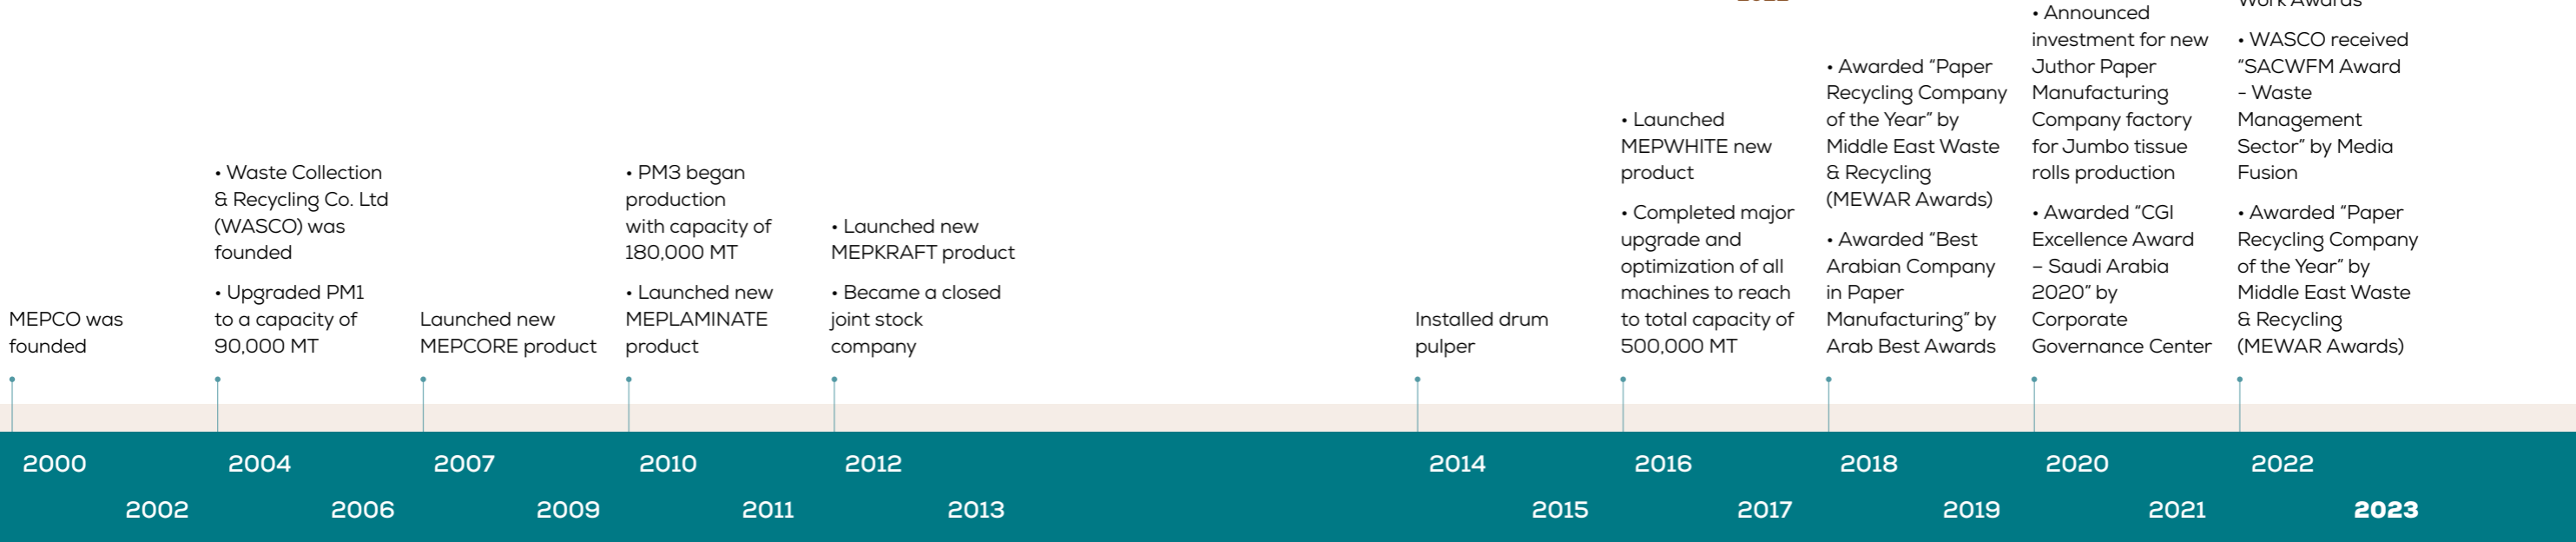 MEPCO was
founded
• Waste Collection
& Recycling Co. Ltd
(WASCO) was
founded
• Upgraded PM1
to a capacity of
90,000 MT
Launched new
MEPCORE product
• PM3 began
production
with capacity of
180,000 MT
• Launched new
MEPLAMINATE
product
• Launched new
MEPKRAFT product
• Became a closed
joint stock
company
Installed drum
pulper
• Launched
MEPWHITE new
product
• Completed major
upgrade and
optimization of all
machines to reach
to total capacity of
500,000 MT
• Awarded “Paper
Recycling Company
of the Year” by
Middle East Waste
& Recycling
(MEWAR Awards)
• Awarded “Best
Arabian Company
in Paper
Manufacturing” by
Arab Best Awards
• Announced
investment for new
Juthor Paper
Manufacturing
Company factory
for Jumbo tissue
rolls production
• Awarded “CGI
Excellence Award
– Saudi Arabia
2020” by
Corporate
Governance Center
Work Awards
• WASCO received
“SACWFM Award
- Waste
Management
Sector” by Media
Fusion
• Awarded “Paper
Recycling Company
of the Year” by
Middle East Waste
& Recycling
(MEWAR Awards)
2000 2004 2007 2010 2012 2014 2016 2018 2020 2022
2002 2006 2009 2011 2013 2015 2017 2019 2021 2023